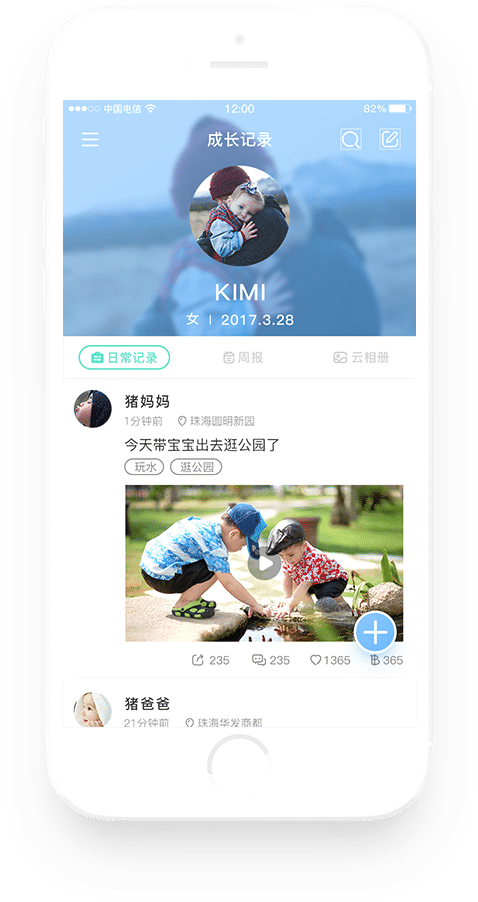 中国电信 12:00 82%
成长记录
KIMI
女 | 2017.3.28
日常记录 周报 云相册
猪妈妈
1分钟前 珠海圆明新园
今天带宝宝出去逛公园了
玩水 逛公园
235 235 1365 365
猪爸爸
21分钟前 珠海华发商都